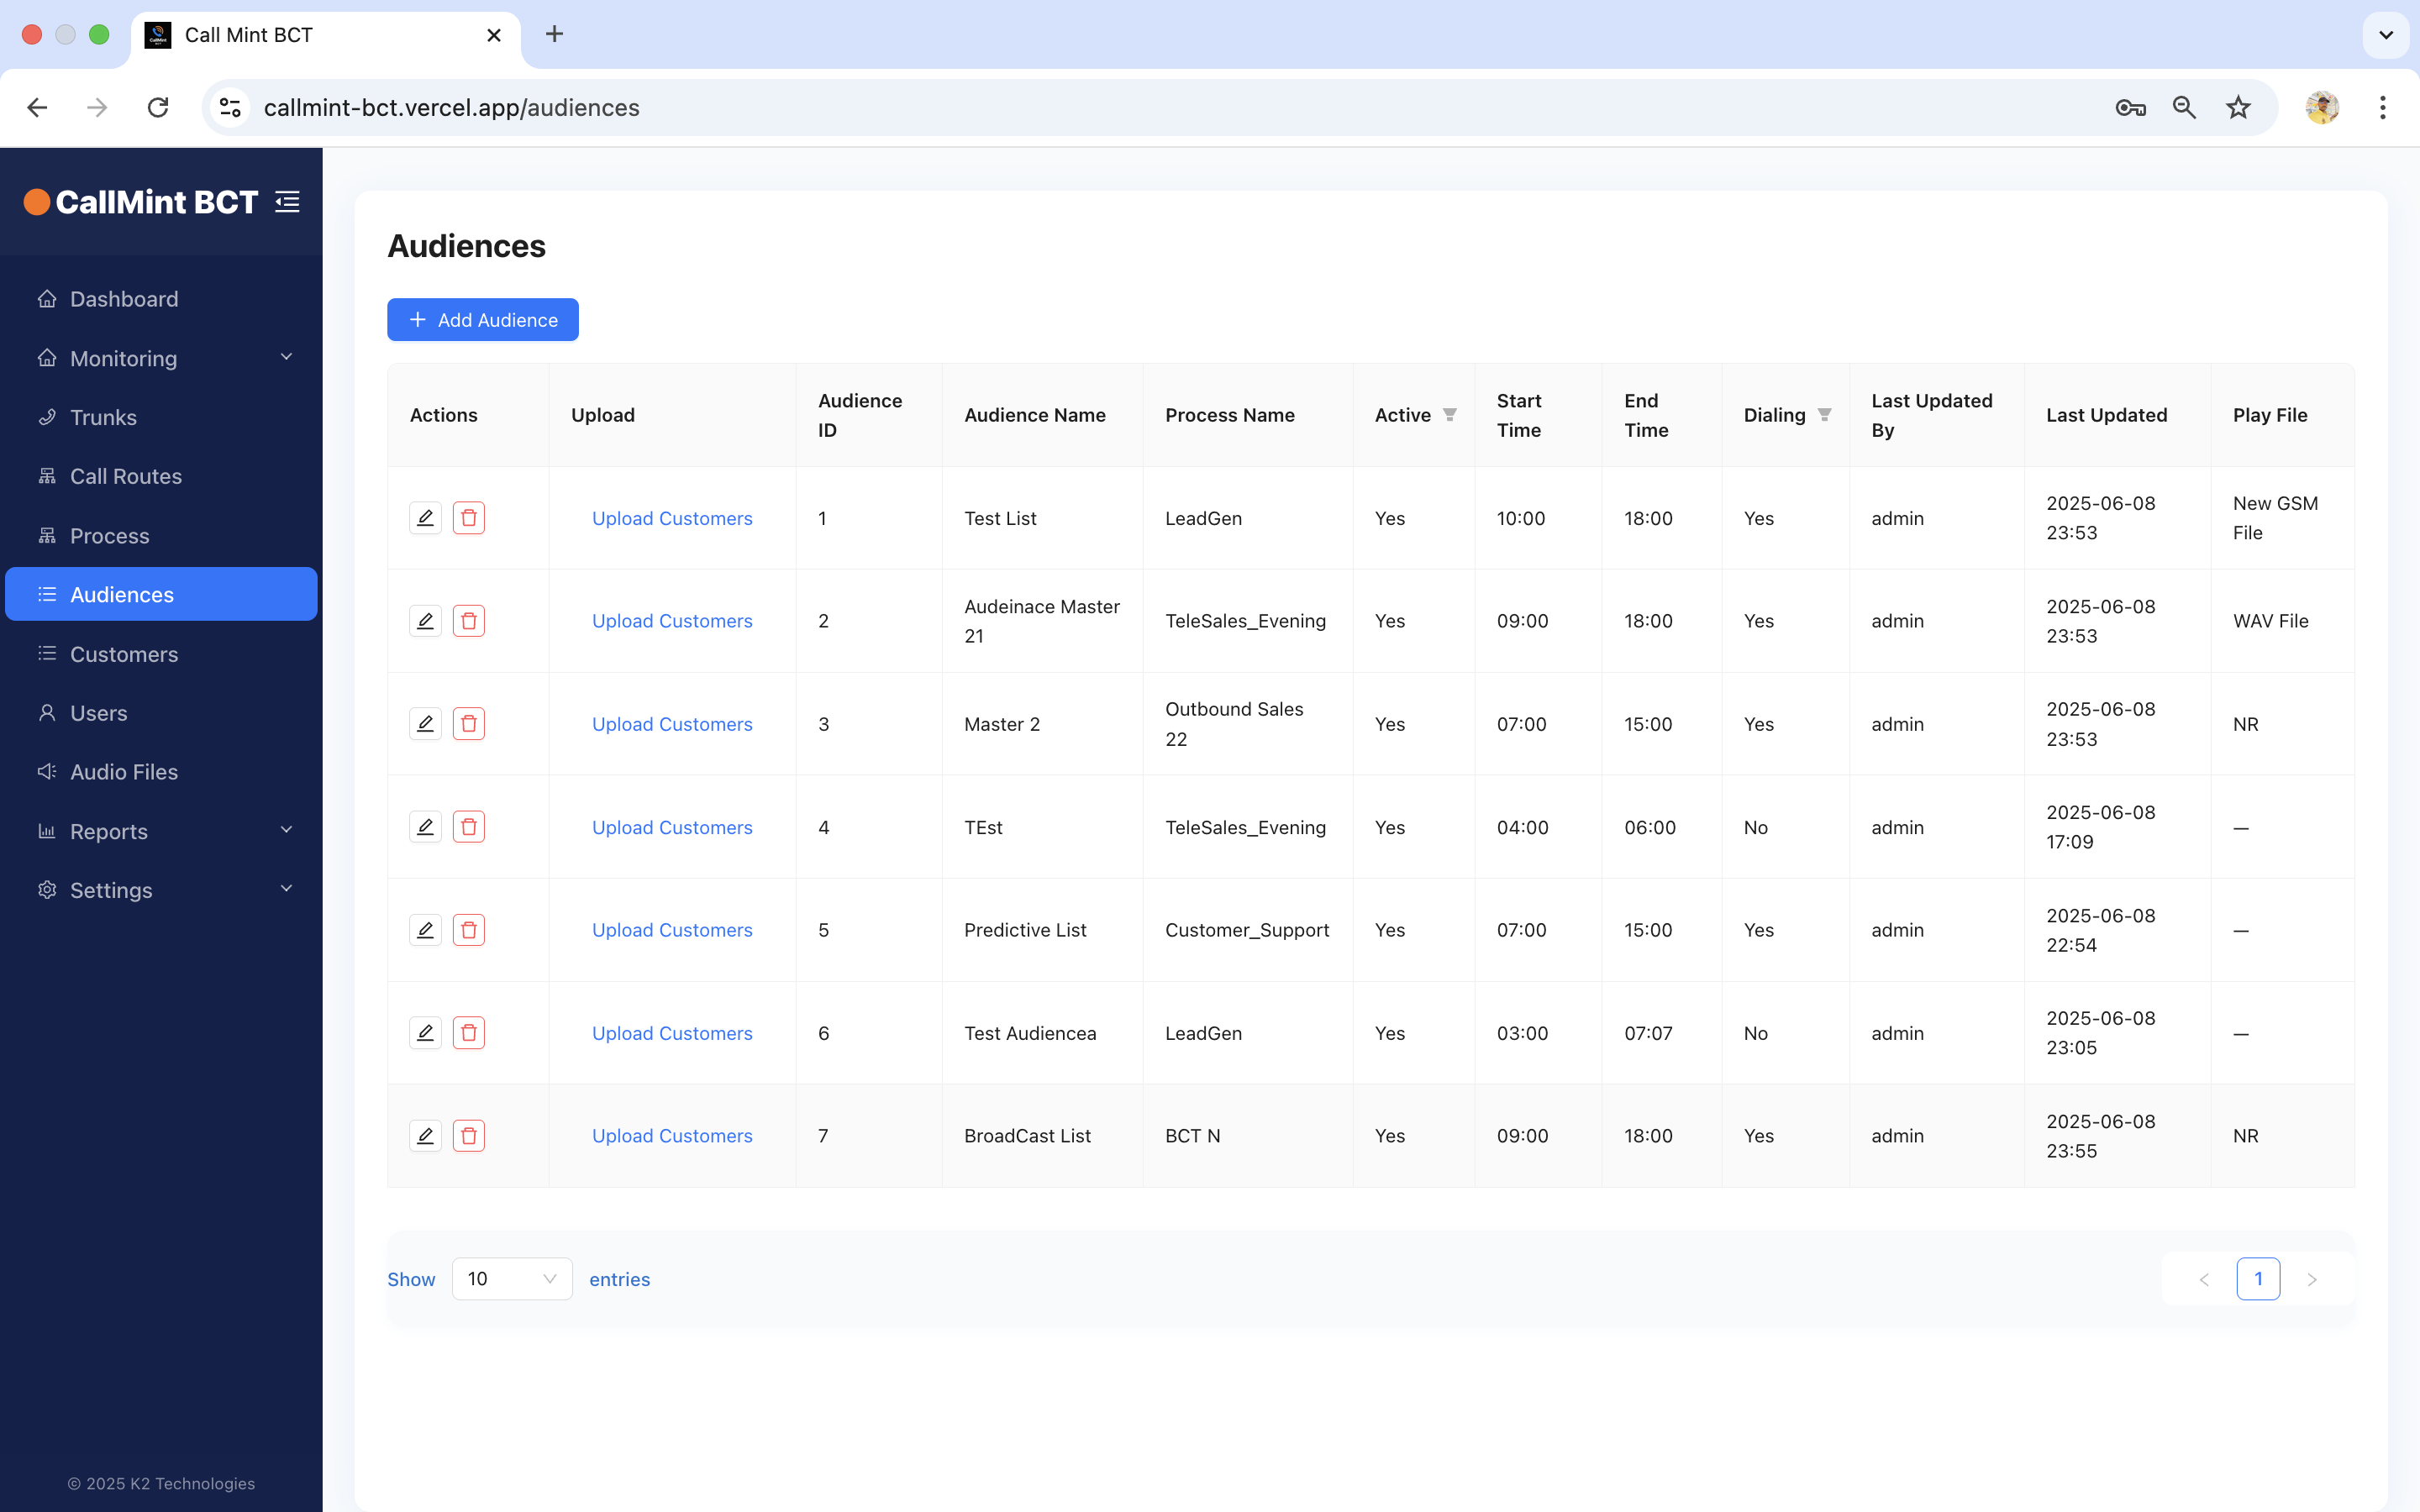 Call Mint BCT
callmint-bct.vercel.app/audiences
CallMint BCT
Dashboard
Monitoring
Trunks
Call Routes
Process
Audiences
Customers
Users
Audio Files
Reports
Settings
© 2025 K2 Technologies
Audiences
Add Audience
Actions Upload Audience ID Audience Name Process Name Active Start Time End Time Dialing Last Updated By Last Updated Play File
Upload Customers 1 Test List LeadGen Yes 10:00 18:00 Yes admin 2025-06-08 23:53 New GSM File
Upload Customers 2 Audeinace Master 21 TeleSales_Evening Yes 09:00 18:00 Yes admin 2025-06-08 23:53 WAV File
Upload Customers 3 Master 2 Outbound Sales 22 Yes 07:00 15:00 Yes admin 2025-06-08 23:53 NR
Upload Customers 4 TEst TeleSales_Evening Yes 04:00 06:00 No admin 2025-06-08 17:09 —
Upload Customers 5 Predictive List Customer_Support Yes 07:00 15:00 Yes admin 2025-06-08 22:54 —
Upload Customers 6 Test Audiencea LeadGen Yes 03:00 07:07 No admin 2025-06-08 23:05 —
Upload Customers 7 BroadCast List BCT N Yes 09:00 18:00 Yes admin 2025-06-08 23:55 NR
Show 10 entries
1